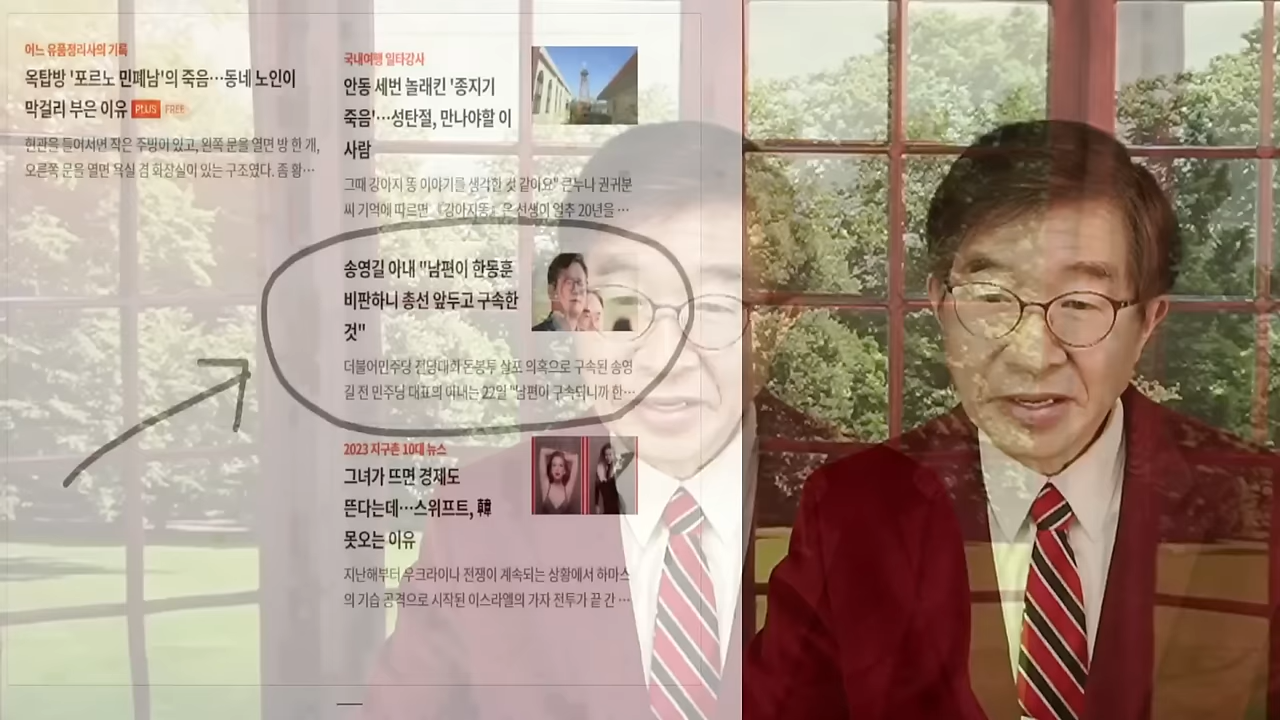 어느 유품정리사의 기록
옥탑방 '포르노 민폐남'의 죽음…동네 노인이
막걸리 부은 이유 PLUS FREE
현관을 들어서면 작은 주방이 있고, 왼쪽 문을 열면 방 한 개,
오른쪽 문을 열면 욕실 겸 화장실이 있는 구조였다. 좀 황…
국내여행 일타강사
안동 세번 놀래킨 '종지기
죽음'…성탄절, 만나야할 이
사람
그때 강아지 똥 이야기를 생각한 것 같아요" 큰누나 권귀분
씨 기억에 따르면 《강아지똥》은 선생이 얼추 20년을 …
송영길 아내 "남편이 한동훈
비판하니 총선 앞두고 구속한
것"
더불어민주당 전당대회 돈봉투 살포 의혹으로 구속된 송영
길 전 민주당 대표의 아내는 22일 "남편이 구속되니까 한…
2023 지구촌 10대 뉴스
그녀가 뜨면 경제도
뜬다는데…스위프트, 韓
못오는 이유
지난해부터 우크라이나 전쟁이 계속되는 상황에서 하마스
의 기습 공격으로 시작된 이스라엘의 가자 전투가 끝 간 …